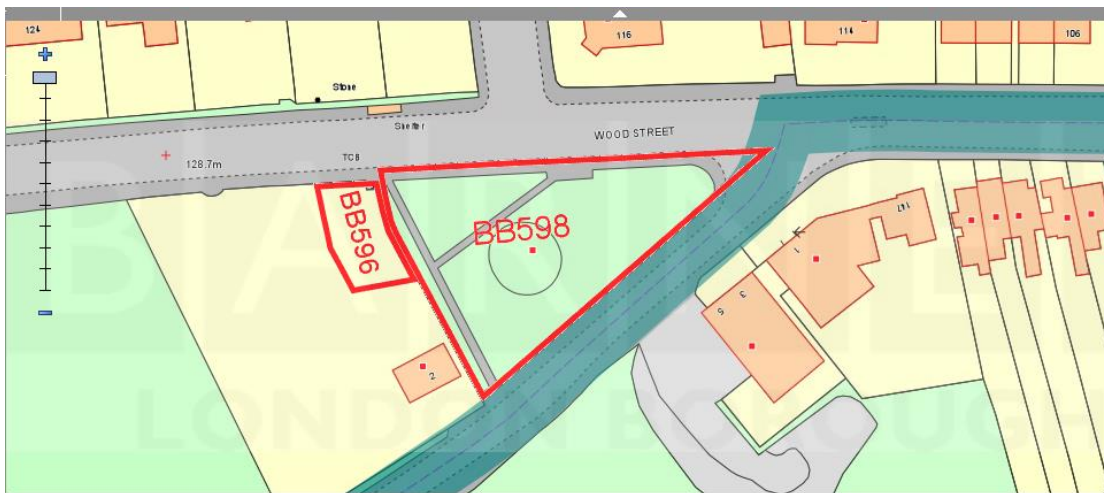 124
116
114
106
Stone
Shelter
WOOD STREET
TCB
128.7m
BB596
BB598
147
1
3
5
2
BARNET
LONDON BOROUGH